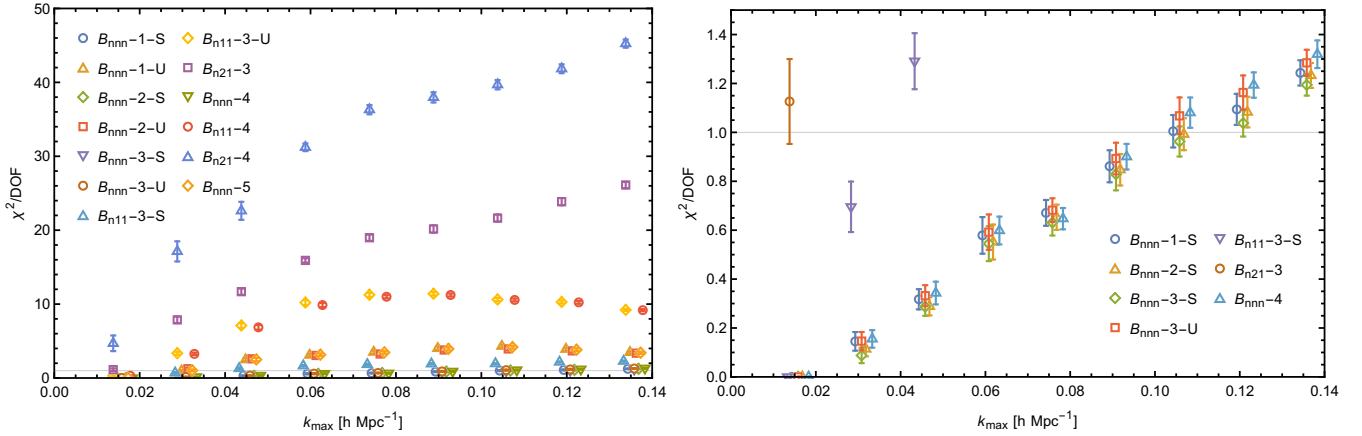 50
40
30
20
10
0
χ²/DOF
B_nnn-1-S
B_nnn-1-U
B_nnn-2-S
B_nnn-2-U
B_nnn-3-S
B_nnn-3-U
B_n11-3-S
B_n11-3-U
B_n21-3
B_nnn-4
B_n11-4
B_n21-4
B_nnn-5
0.00 0.02 0.04 0.06 0.08 0.10 0.12 0.14
k_max [h Mpc⁻¹]
1.4
1.2
1.0
0.8
0.6
0.4
0.2
0.0
χ²/DOF
B_nnn-1-S
B_nnn-2-S
B_nnn-3-S
B_nnn-3-U
B_n11-3-S
B_n21-3
B_nnn-4
0.00 0.02 0.04 0.06 0.08 0.10 0.12 0.14
k_max [h Mpc⁻¹]